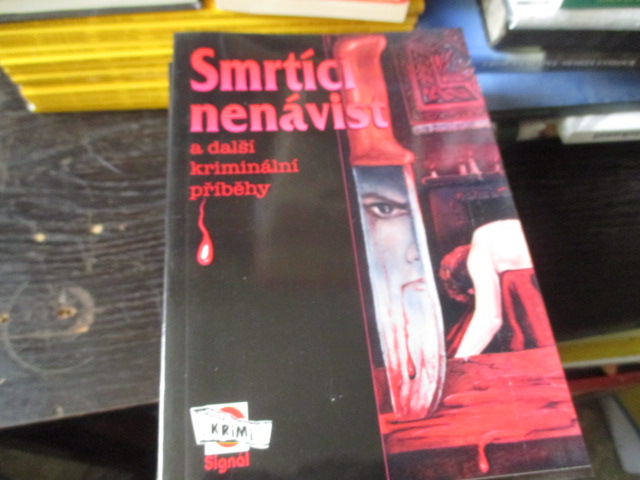 Smrtící
nenávist
a další
kriminální
příběhy
KRiMi
Signál